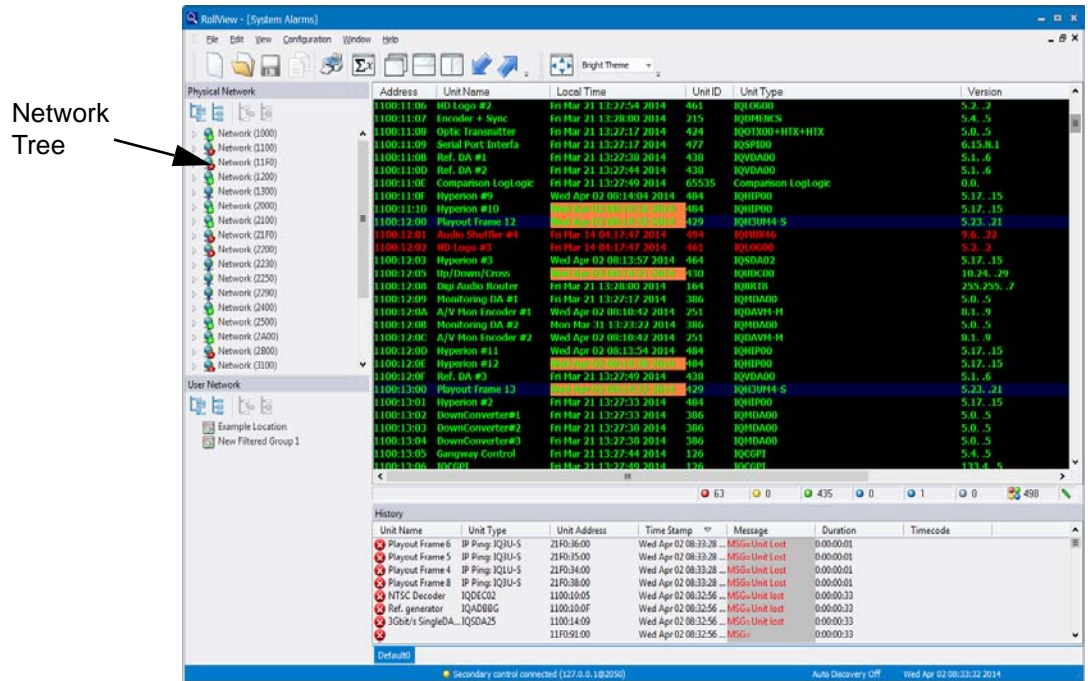 RollView - [System Alarms]
File Edit View Configuration Window Help
Bright Theme
Network
Tree
Physical Network
Network (1000)
Network (1100)
Network (11F0)
Network (1200)
Network (1300)
Network (2000)
Network (2100)
Network (21F0)
Network (2200)
Network (2230)
Network (2250)
Network (2290)
Network (2400)
Network (2500)
Network (2A00)
Network (2B00)
Network (3100)
User Network
Example Location
New Filtered Group 1
Address Unit Name Local Time Unit ID Unit Type Version
1100:11:06 HD Logo #2 Fri Mar 21 13:27:54 2014 461 IQLOG00 5.2. .2
1100:11:07 Encoder + Sync Fri Mar 21 13:28:00 2014 215 IQDMENCS 5.4. .5
1100:11:08 Optic Transmitter Fri Mar 21 13:27:17 2014 424 IQOTX00+HTX+HTX 5.0. .5
1100:11:09 Serial Port Interfa Fri Mar 21 13:27:17 2014 477 IQSPI00 6.15.8.1
1100:11:0B Ref. DA #1 Fri Mar 21 13:27:38 2014 430 IQVDA00 5.1. .6
1100:11:0D Ref. DA #2 Fri Mar 21 13:27:44 2014 430 IQVDA00 5.1. .6
1100:11:0E Comparison LogLogic Fri Mar 21 13:27:49 2014 65535 Comparison LogLogic 0.0.
1100:11:0F Hyperion #9 Wed Apr 02 08:14:04 2014 484 IQHIP00 5.17. .15
1100:11:10 Hyperion #10 484 IQHIP00 5.17. .15
1100:12:00 Playout Frame 12 429 IQH3UM4-S 5.23. .21
1100:12:01 Audio Shuffler #4 Fri Mar 14 04:17:47 2014 494 IQMUX46 9.6. .22
1100:12:02 HD Logo #3 Fri Mar 14 04:17:47 2014 461 IQLOG00 5.2. .2
1100:12:03 Hyperion #3 Wed Apr 02 08:13:57 2014 464 IQSDA02 5.17. .15
1100:12:05 Up/Down/Cross 430 IQUDC00 10.24. .29
1100:12:08 Digi Audio Router Fri Mar 21 13:28:00 2014 164 IQBRT8 255.255. .7
1100:12:09 Monitoring DA #1 Fri Mar 21 13:27:17 2014 386 IQMDA00 5.0. .5
1100:12:0A A/V Mon Encoder #1 Wed Apr 02 08:10:42 2014 251 IQDAVM-M 8.1. .9
1100:12:0B Monitoring DA #2 Mon Mar 31 13:23:22 2014 386 IQMDA00 5.0. .5
1100:12:0C A/V Mon Encoder #2 Wed Apr 02 08:10:42 2014 251 IQDAVM-M 8.1. .9
1100:12:0D Hyperion #11 Wed Apr 02 08:13:54 2014 484 IQHIP00 5.17. .15
1100:12:0E Hyperion #12 484 IQHIP00 5.17. .15
1100:12:0F Ref. DA #3 Fri Mar 21 13:27:49 2014 430 IQVDA00 5.1. .6
1100:13:00 Playout Frame 13 429 IQH3UM4-S 5.23. .21
1100:13:01 Hyperion #2 Fri Mar 21 13:27:33 2014 484 IQHIP00 5.17. .15
1100:13:02 DownConverter#1 Fri Mar 21 13:27:38 2014 386 IQMDA00 5.0. .5
1100:13:03 DownConverter#2 Fri Mar 21 13:27:38 2014 386 IQMDA00 5.0. .5
1100:13:04 DownConverter#3 Fri Mar 21 13:27:38 2014 386 IQMDA00 5.0. .5
1100:13:05 Gangway Control Fri Mar 21 13:27:44 2014 126 IQCGPI 5.4. .5
1100:13:06 IQCGPI Fri Mar 21 13:27:49 2014 126 IQCGPI 133.4. .5
63 0 435 0 1 0 498
History
Unit Name Unit Type Unit Address Time Stamp Message Duration Timecode
Playout Frame 6 IP Ping: IQ3U-S 21F0:36:00 Wed Apr 02 08:33:28 ... MSG=Unit Lost 0:00:00:01
Playout Frame 5 IP Ping: IQ3U-S 21F0:35:00 Wed Apr 02 08:33:28 ... MSG=Unit Lost 0:00:00:01
Playout Frame 4 IP Ping: IQ1U-S 21F0:34:00 Wed Apr 02 08:33:28 ... MSG=Unit Lost 0:00:00:01
Playout Frame 8 IP Ping: IQ3U-S 21F0:38:00 Wed Apr 02 08:33:28 ... MSG=Unit Lost 0:00:00:01
NTSC Decoder IQDEC02 1100:10:05 Wed Apr 02 08:32:56 ... MSG=Unit lost 0:00:00:33
Ref. generator IQADBBG 1100:10:0F Wed Apr 02 08:32:56 ... MSG=Unit lost 0:00:00:33
3Gbit/s SingleDA... IQSDA25 1100:14:09 Wed Apr 02 08:32:56 ... MSG=Unit lost 0:00:00:33
11F0:91:00 Wed Apr 02 08:32:56 ... MSG= 0:00:00:33
Default0
Secondary control connected (127.0.0.1@2050) Auto Discovery Off Wed Apr 02 08:33:32 2014